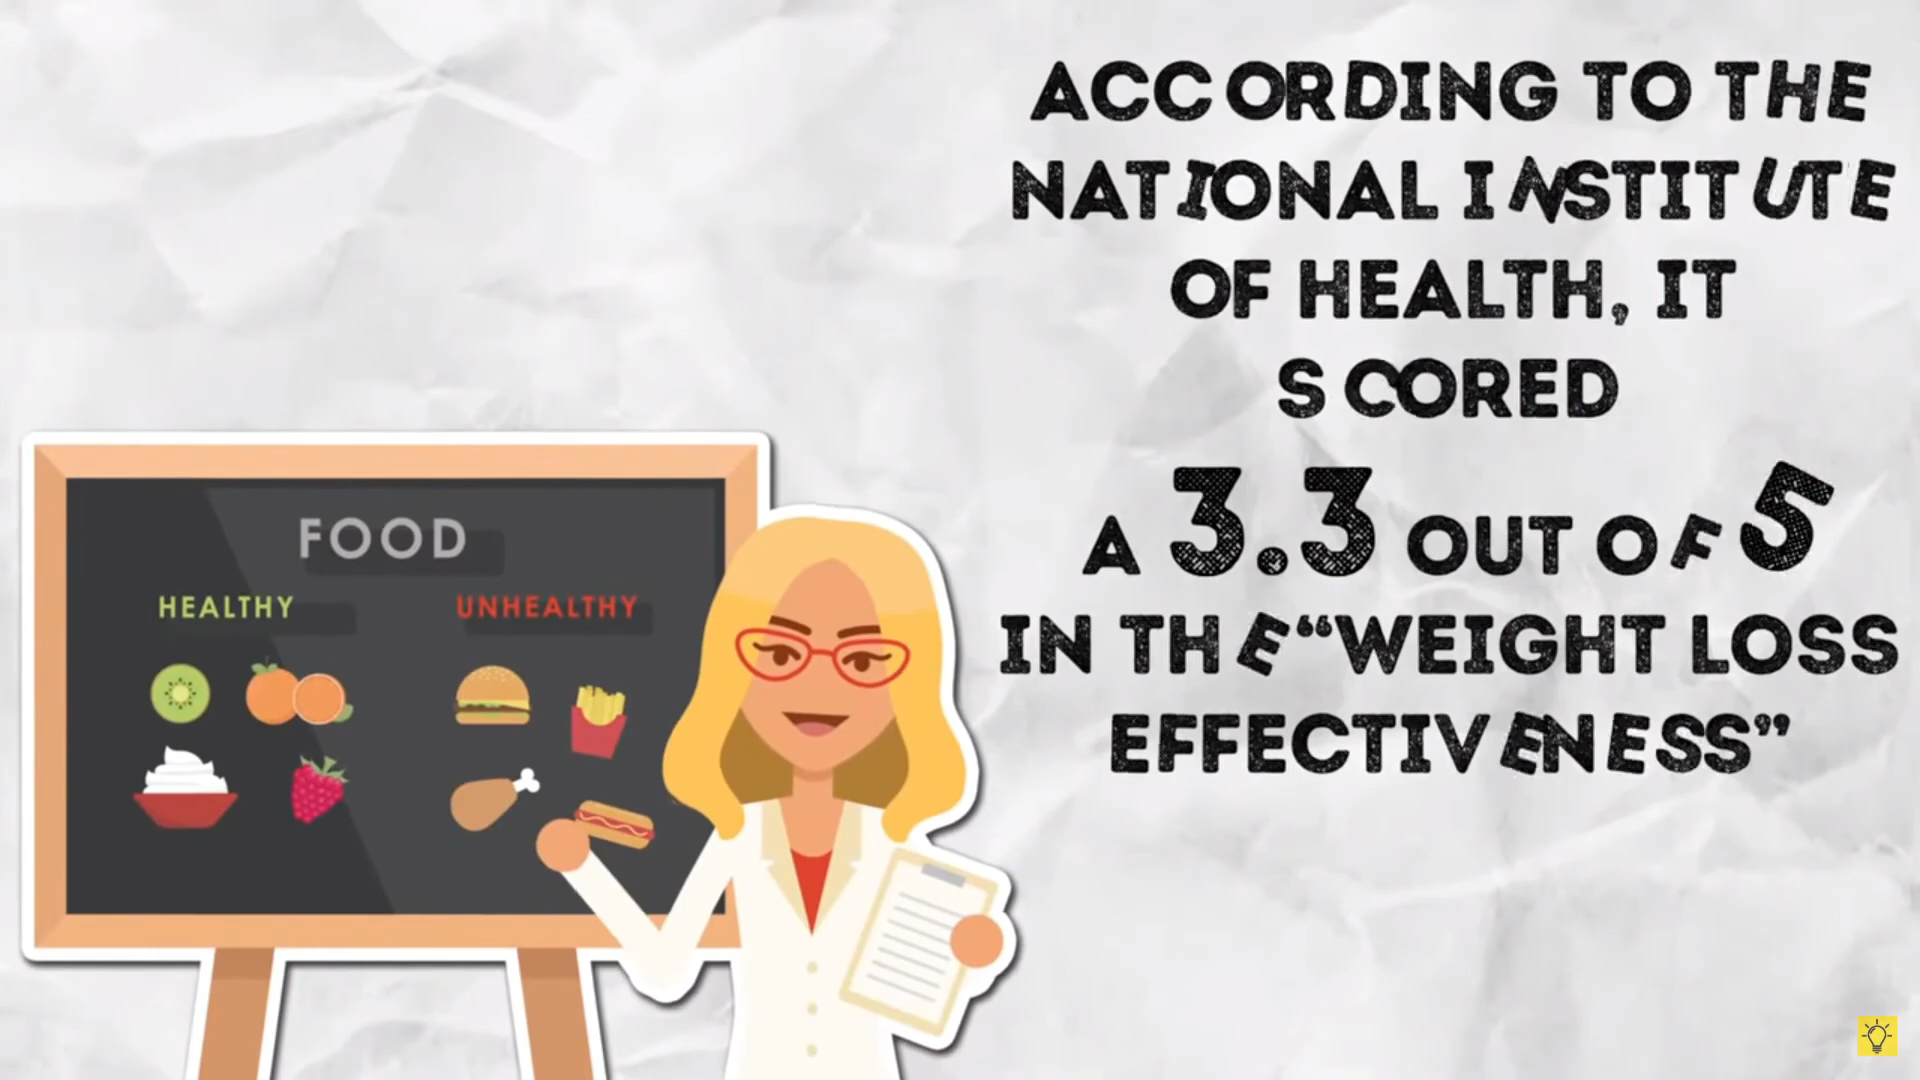 ACCORDING TO THE
NATIONAL INSTITUTE
OF HEALTH, IT
SCORED
A 3.3 OUT OF 5
IN THE “WEIGHT LOSS
EFFECTIVENESS”
FOOD
HEALTHY
UNHEALTHY